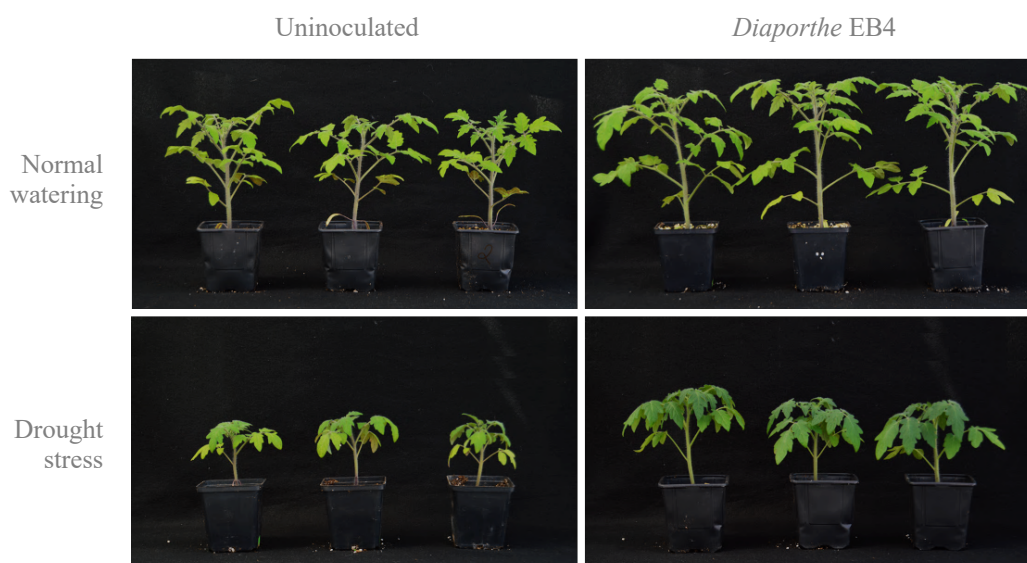 Uninoculated
Diaporthe EB4
Normal
watering
Drought
stress